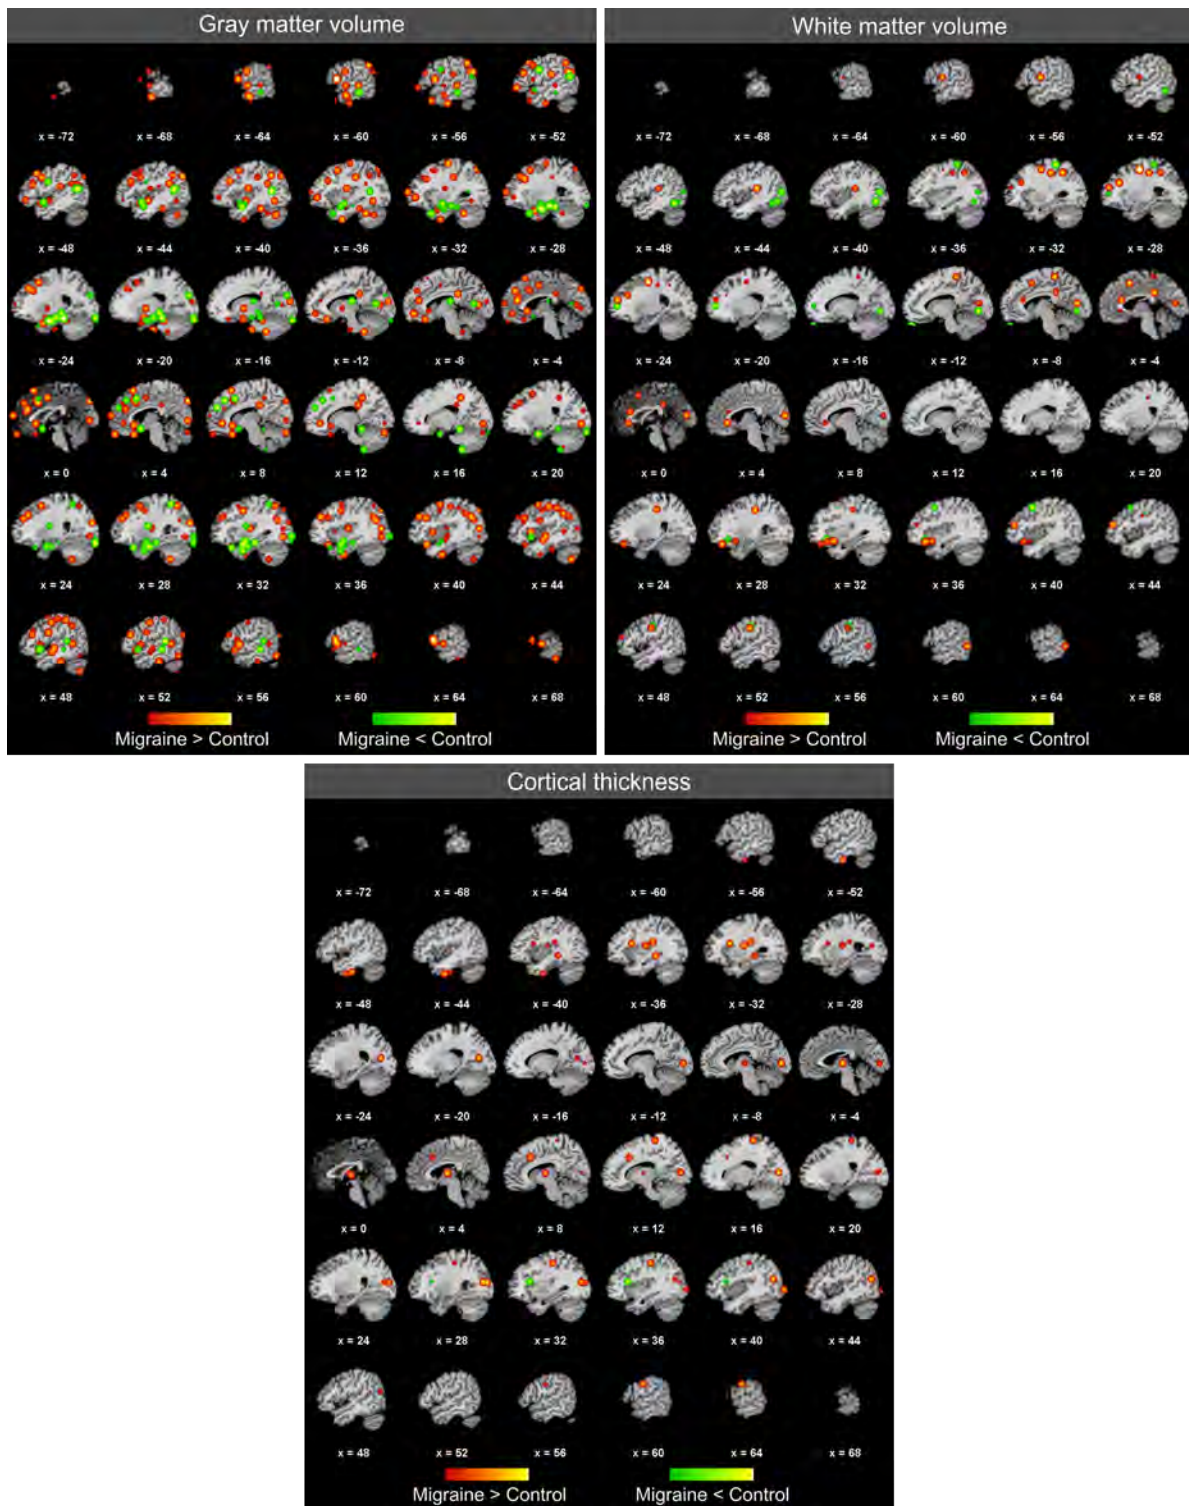 Gray matter volume
x = -72 x = -68 x = -64 x = -60 x = -56 x = -52
x = -48 x = -44 x = -40 x = -36 x = -32 x = -28
x = -24 x = -20 x = -16 x = -12 x = -8 x = -4
x = 0 x = 4 x = 8 x = 12 x = 16 x = 20
x = 24 x = 28 x = 32 x = 36 x = 40 x = 44
x = 48 x = 52 x = 56 x = 60 x = 64 x = 68
Migraine > Control Migraine < Control
White matter volume
x = -72 x = -68 x = -64 x = -60 x = -56 x = -52
x = -48 x = -44 x = -40 x = -36 x = -32 x = -28
x = -24 x = -20 x = -16 x = -12 x = -8 x = -4
x = 0 x = 4 x = 8 x = 12 x = 16 x = 20
x = 24 x = 28 x = 32 x = 36 x = 40 x = 44
x = 48 x = 52 x = 56 x = 60 x = 64 x = 68
Migraine > Control Migraine < Control
Cortical thickness
x = -72 x = -68 x = -64 x = -60 x = -56 x = -52
x = -48 x = -44 x = -40 x = -36 x = -32 x = -28
x = -24 x = -20 x = -16 x = -12 x = -8 x = -4
x = 0 x = 4 x = 8 x = 12 x = 16 x = 20
x = 24 x = 28 x = 32 x = 36 x = 40 x = 44
x = 48 x = 52 x = 56 x = 60 x = 64 x = 68
Migraine > Control Migraine < Control